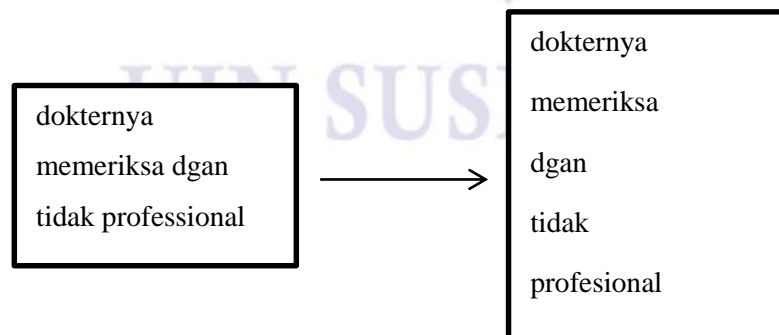 dokternya
memeriksa dgan
tidak professional
dokternya
memeriksa
dgan
tidak
profesional